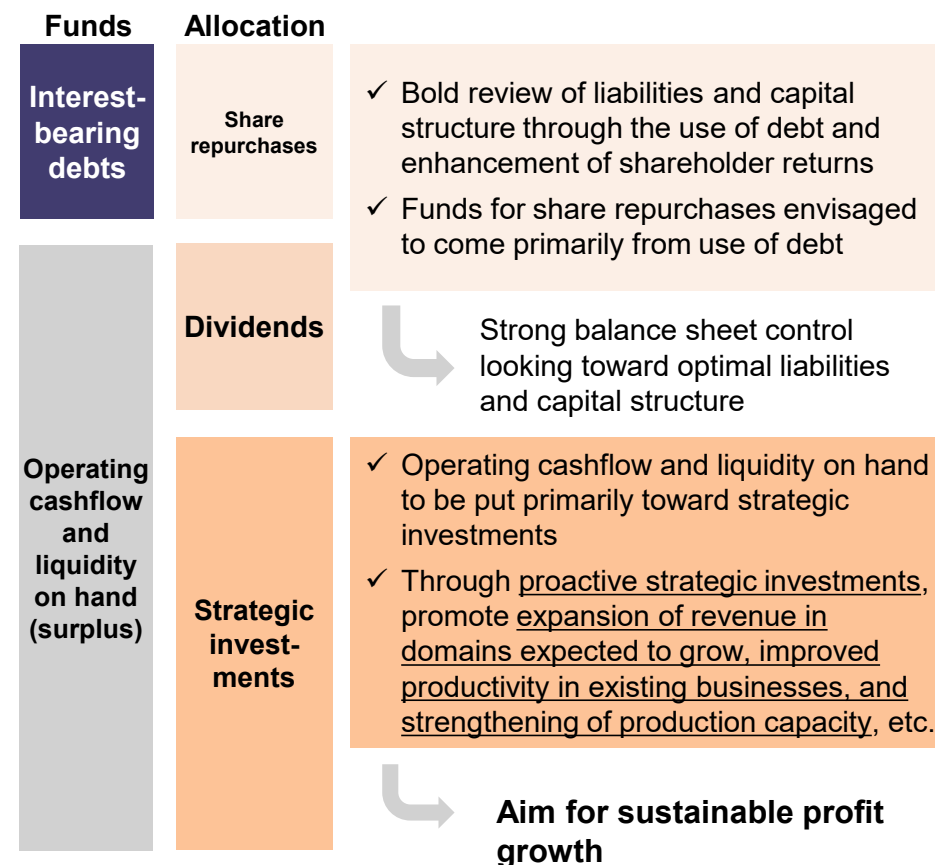 Funds
Allocation
Interest-
bearing
debts
Share
repurchases
✓ Bold review of liabilities and capital
structure through the use of debt and
enhancement of shareholder returns
✓ Funds for share repurchases envisaged
to come primarily from use of debt
Dividends
Strong balance sheet control
looking toward optimal liabilities
and capital structure
Operating
cashflow
and
liquidity
on hand
(surplus)
Strategic
invest-
ments
✓ Operating cashflow and liquidity on hand
to be put primarily toward strategic
investments
✓ Through proactive strategic investments,
promote expansion of revenue in
domains expected to grow, improved
productivity in existing businesses, and
strengthening of production capacity, etc.
Aim for sustainable profit
growth